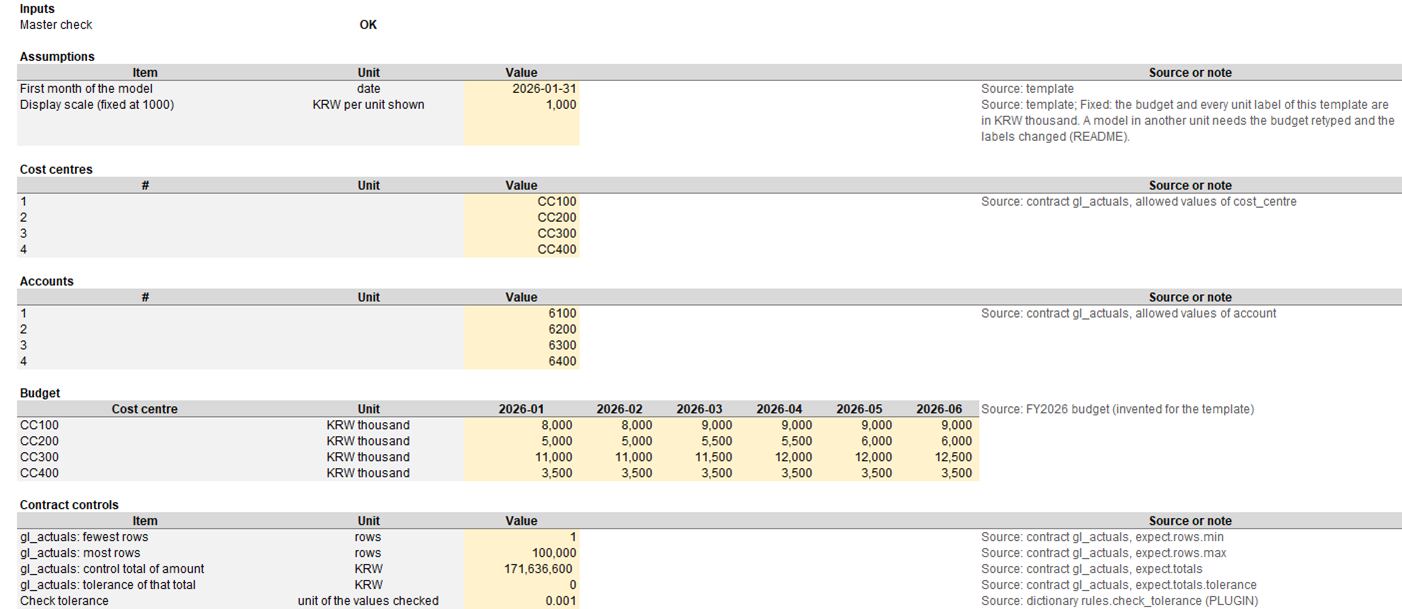 Inputs
Master check OK
Assumptions
Item Unit Value Source or note
First month of the model date 2026-01-31 Source: template
Display scale (fixed at 1000) KRW per unit shown 1,000 Source: template; Fixed: the budget and every unit label of this template are
in KRW thousand. A model in another unit needs the budget retyped and the
labels changed (README).
Cost centres
# Unit Value Source or note
1 CC100 Source: contract gl_actuals, allowed values of cost_centre
2 CC200
3 CC300
4 CC400
Accounts
# Unit Value Source or note
1 6100 Source: contract gl_actuals, allowed values of account
2 6200
3 6300
4 6400
Budget
Cost centre Unit 2026-01 2026-02 2026-03 2026-04 2026-05 2026-06 Source: FY2026 budget (invented for the template)
CC100 KRW thousand 8,000 8,000 9,000 9,000 9,000 9,000
CC200 KRW thousand 5,000 5,000 5,500 5,500 6,000 6,000
CC300 KRW thousand 11,000 11,000 11,500 12,000 12,000 12,500
CC400 KRW thousand 3,500 3,500 3,500 3,500 3,500 3,500
Contract controls
Item Unit Value Source or note
gl_actuals: fewest rows rows 1 Source: contract gl_actuals, expect.rows.min
gl_actuals: most rows rows 100,000 Source: contract gl_actuals, expect.rows.max
gl_actuals: control total of amount KRW 171,636,600 Source: contract gl_actuals, expect.totals
gl_actuals: tolerance of that total KRW 0 Source: contract gl_actuals, expect.totals.tolerance
Check tolerance unit of the values checked 0.001 Source: dictionary rules.check_tolerance (PLUGIN)